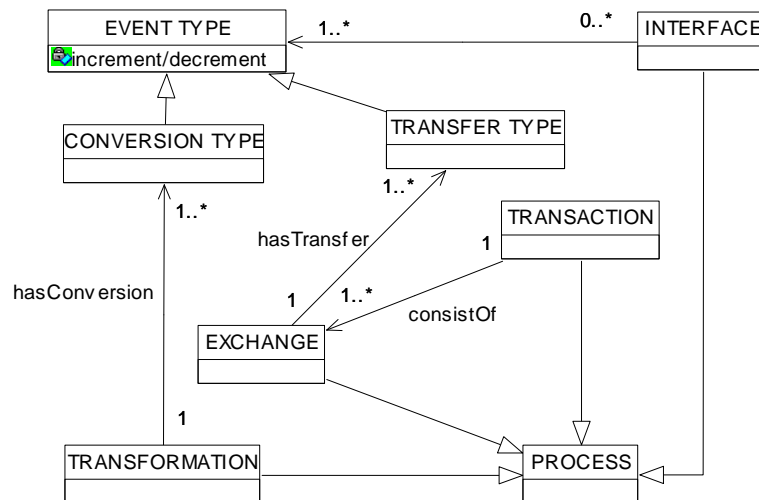 EVENT TYPE
increment/decrement
1..*
0..*
INTERFACE
CONVERSION TYPE
TRANSFER TYPE
1..*
1..*
TRANSACTION
hasTransfer
1
hasConversion
1
1..*
consistOf
EXCHANGE
1
TRANSFORMATION
PROCESS